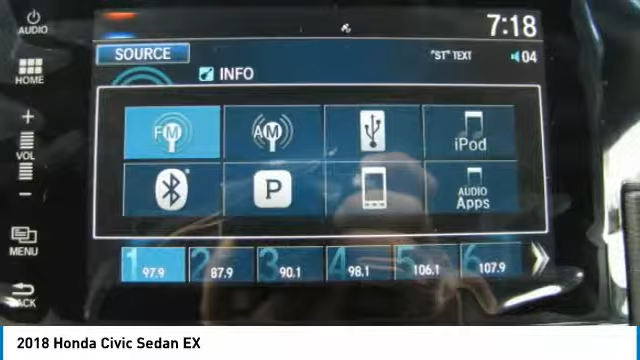 AUDIO
HOME
+
VOL
−
MENU
BACK
7:18
SOURCE
"ST" TEXT
04
INFO
FM
AM
iPod
P
AUDIO
Apps
1 97.9
2 87.9
3 90.1
4 98.1
5 106.1
6 107.9
2018 Honda Civic Sedan EX